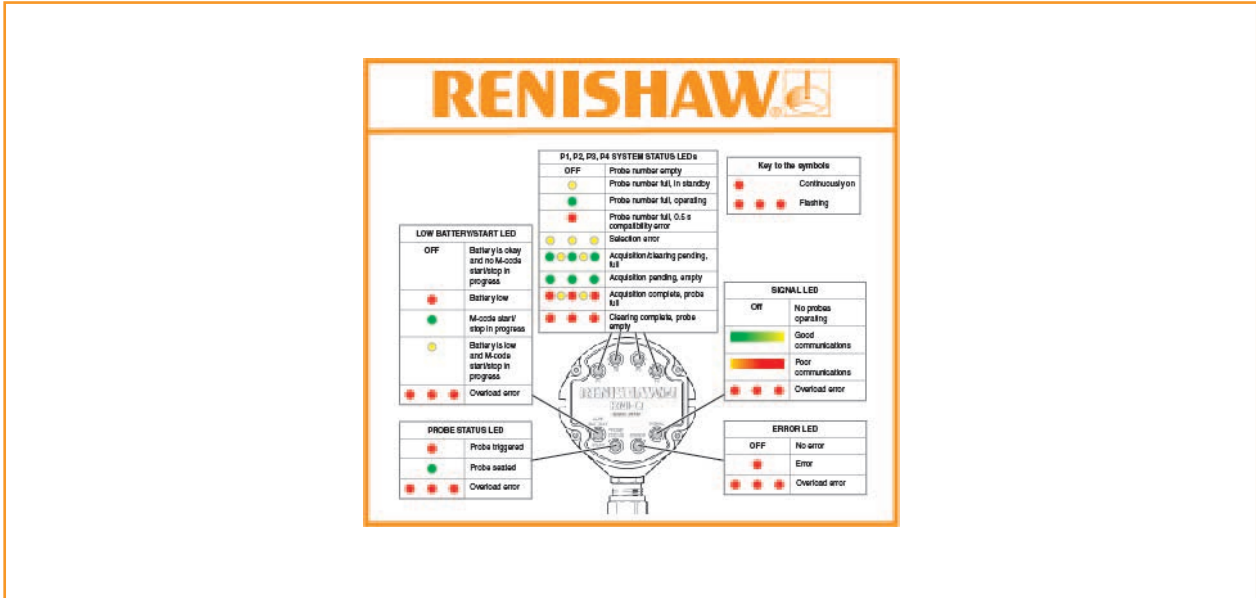 RENISHAW
P1, P2, P3, P4 SYSTEM STATUS LEDs
OFF Probe number empty
Probe number full, in standby
Probe number full, operating
Probe number full, 0.5 s
compatibility error
Selection error
Acquisition/clearing pending,
full
Acquisition pending, empty
Acquisition complete, probe
full
Clearing complete, probe
empty
Key to the symbols
Continuously on
Flashing
LOW BATTERY/START LED
OFF Battery is okay
and no M-code
start/stop in
progress
Battery low
M-code start/
stop in progress
Battery is low
and M-code
start/stop in
progress
Overload error
SIGNAL LED
Off No probes
operating
Good
communications
Poor
communications
Overload error
RENISHAW
RMI-Q
PROBE STATUS LED
Probe triggered
Probe seated
Overload error
ERROR LED
OFF No error
Error
Overload error